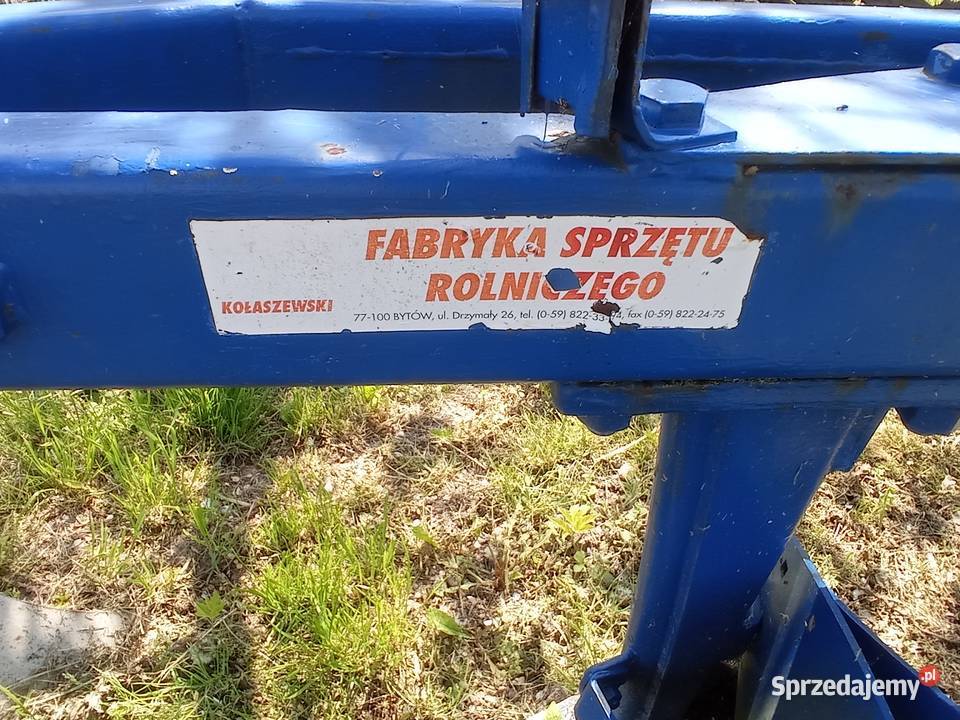 FABRYKA SPRZĘTU
ROLNICZEGO
KOŁASZEWSKI
77-100 BYTÓW, ul. Drzymały 26, tel. (0-59) fax (0-59) 822-24-75
Sprzedajemy.pl